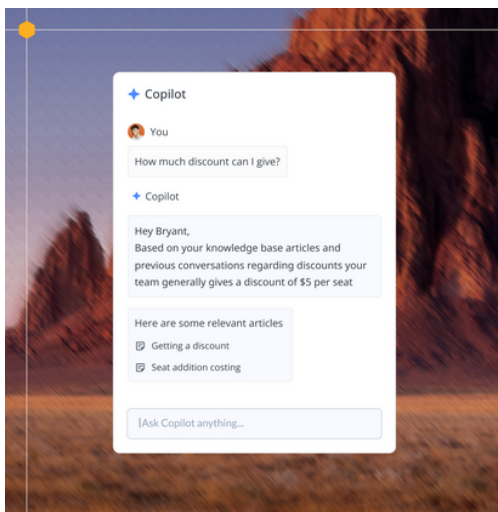 Copilot
You
How much discount can I give?
Copilot
Hey Bryant,
Based on your knowledge base articles and
previous conversations regarding discounts your
team generally gives a discount of $5 per seat
Here are some relevant articles
Getting a discount
Seat addition costing
Ask Copilot anything...